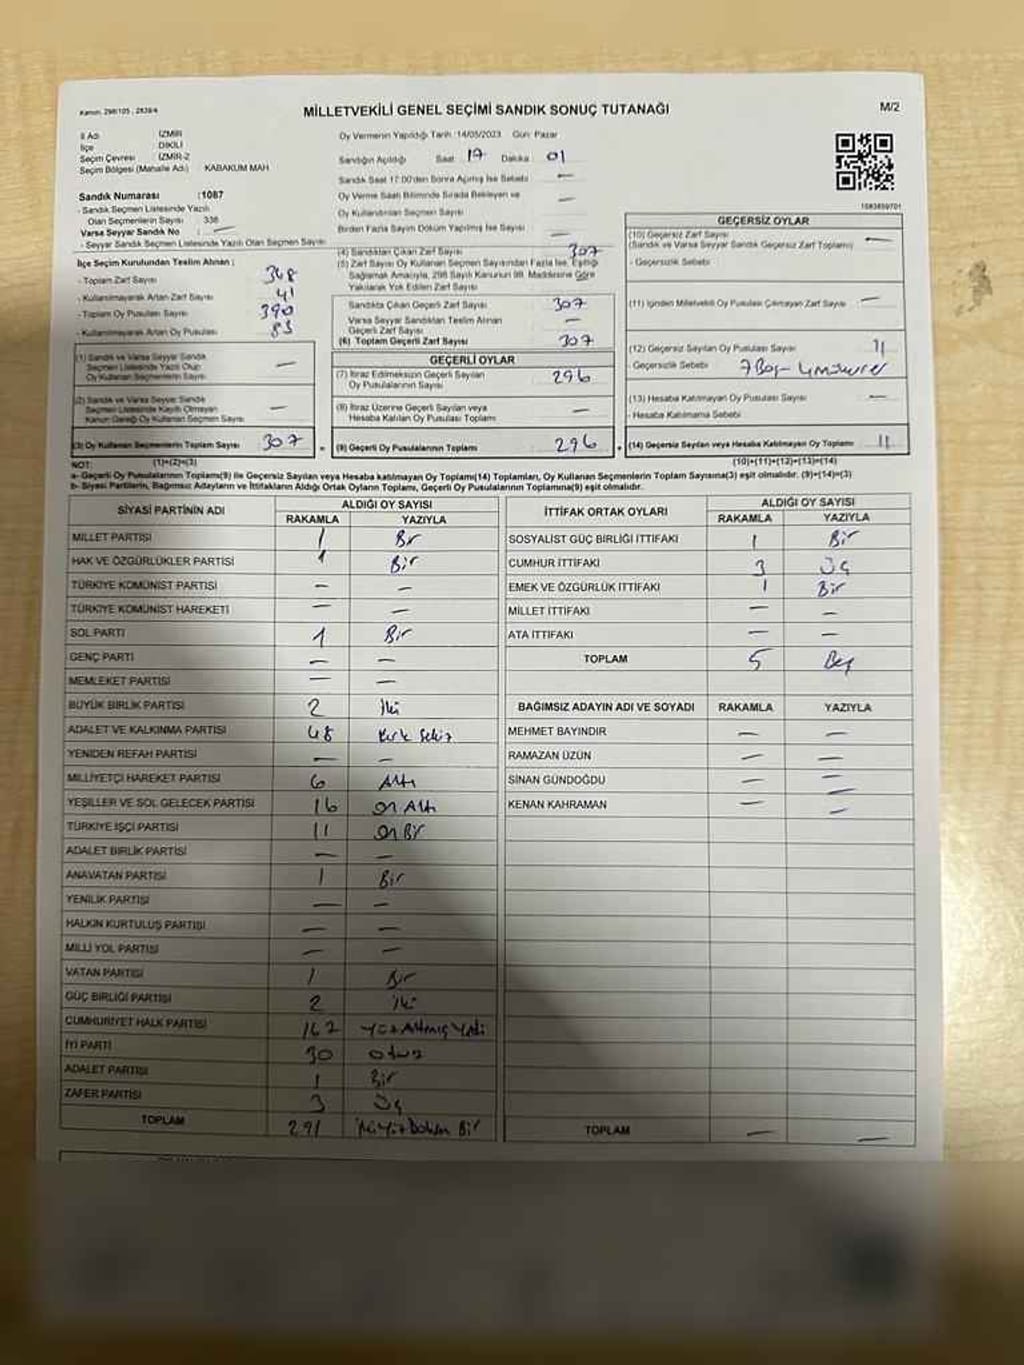 Kanun: 298/105 , 2839/4
MİLLETVEKİLİ GENEL SEÇİMİ SANDIK SONUÇ TUTANAĞI
M/2
İl Adı İZMİR
İlçe DİKİLİ
Seçim Çevresi İZMİR-2
Seçim Bölgesi (Mahalle Adı) KABAKUM MAH
Sandık Numarası :1087
- Sandık Seçmen Listesinde Yazılı
Olan Seçmenlerin Sayısı : 338
Varsa Seyyar Sandık No : —
- Seyyar Sandık Seçmen Listesinde Yazılı Olan Seçmen Sayısı
Oy Vermenin Yapıldığı Tarih :14/05/2023 Gün: Pazar
Sandığın Açıldığı Saat 17 Dakika 01
Sandık Saat 17:00'den Sonra Açılmış İse Sebebi —
Oy Verme Saati Bitiminde Sırada Bekleyen ve
Oy Kullandırılan Seçmen Sayısı —
Birden Fazla Sayım Döküm Yapılmış İse Sayısı —
1083859701
İlçe Seçim Kurulundan Teslim Alınan ;
- Toplam Zarf Sayısı 348
- Kullanılmayarak Artan Zarf Sayısı 41
- Toplam Oy Pusulası Sayısı 390
- Kullanılmayarak Artan Oy Pusulası 83
(1) Sandık ve Varsa Seyyar Sandık
Seçmen Listesinde Yazılı Olup
Oy Kullanan Seçmenlerin Sayısı —
(2) Sandık ve Varsa Seyyar Sandık
Seçmen Listesinde Kayıtlı Olmayan
Kanun Gereği Oy Kullanan Seçmen Sayısı —
(3) Oy Kullanan Seçmenlerin Toplam Sayısı 307
(4) Sandıktan Çıkan Zarf Sayısı 307
(5) Zarf Sayısı Oy Kullanan Seçmen Sayısından Fazla İse, Eşitliği
Sağlamak Amacıyla, 298 Sayılı Kanunun 98. Maddesine Göre
Yakılarak Yok Edilen Zarf Sayısı
Sandıkta Çıkan Geçerli Zarf Sayısı 307
Varsa Seyyar Sandıktan Teslim Alınan
Geçerli Zarf Sayısı —
(6) Toplam Geçerli Zarf Sayısı 307
GEÇERLİ OYLAR
(7) İtiraz Edilmeksizin Geçerli Sayılan
Oy Pusulalarının Sayısı 296
(8) İtiraz Üzerine Geçerli Sayılan veya
Hesaba Katılan Oy Pusulası Toplamı —
= (9) Geçerli Oy Pusulalarının Toplamı 296
GEÇERSİZ OYLAR
(10) Geçersiz Zarf Sayısı —
(Sandık ve Varsa Seyyar Sandık Geçersiz Zarf Toplamı)
- Geçersizlik Sebebi
(11) İçinden Milletvekili Oy Pusulası Çıkmayan Zarf Sayısı —
(12) Geçersiz Sayılan Oy Pusulası Sayısı 11
- Geçersizlik Sebebi 7 Boş
(13) Hesaba Katılmayan Oy Pusulası Sayısı —
- Hesaba Katılmama Sebebi
+ (14) Geçersiz Sayılan veya Hesaba Katılmayan Oy Toplamı 11
NOT: (1)+(2)=(3) (10)+(11)+(12)+(13)=(14)
a- Geçerli Oy Pusulalarının Toplamı(9) ile Geçersiz Sayılan veya Hesaba katılmayan Oy Toplamı(14) Toplamları, Oy Kullanan Seçmenlerin Toplam Sayısına(3) eşit olmalıdır. (9)+(14)=(3)
b- Siyasi Partilerin, Bağımsız Adayların ve İttifakların Aldığı Ortak Oyların Toplamı, Geçerli Oy Pusulalarının Toplamına(9) eşit olmalıdır.
SİYASİ PARTİNİN ADI ALDIĞI OY SAYISI
RAKAMLA YAZIYLA
MİLLET PARTİSİ 1 Bir
HAK VE ÖZGÜRLÜKLER PARTİSİ 1 Bir
TÜRKİYE KOMÜNİST PARTİSİ — —
TÜRKİYE KOMÜNİST HAREKETİ — —
SOL PARTİ 1 Bir
GENÇ PARTİ — —
MEMLEKET PARTİSİ — —
BÜYÜK BİRLİK PARTİSİ 2 İki
ADALET VE KALKINMA PARTİSİ 48 Kırk Sekiz
YENİDEN REFAH PARTİSİ — —
MİLLİYETÇİ HAREKET PARTİSİ 6 Altı
YEŞİLLER VE SOL GELECEK PARTİSİ 16 On Altı
TÜRKİYE İŞÇİ PARTİSİ 11 On Bir
ADALET BİRLİK PARTİSİ — —
ANAVATAN PARTİSİ 1 Bir
YENİLİK PARTİSİ — —
HALKIN KURTULUŞ PARTİSİ — —
MİLLİ YOL PARTİSİ — —
VATAN PARTİSİ 1 Bir
GÜÇ BİRLİĞİ PARTİSİ 2 İki
CUMHURİYET HALK PARTİSİ 167 Yüz Altmış Yedi
İYİ PARTİ 30 Otuz
ADALET PARTİSİ 1 Bir
ZAFER PARTİSİ 3 Üç
TOPLAM 291 İki Yüz Doksan Bir
İTTİFAK ORTAK OYLARI ALDIĞI OY SAYISI
RAKAMLA YAZIYLA
SOSYALİST GÜÇ BİRLİĞİ İTTİFAKI 1 Bir
CUMHUR İTTİFAKI 3 Üç
EMEK VE ÖZGÜRLÜK İTTİFAKI 1 Bir
MİLLET İTTİFAKI — —
ATA İTTİFAKI — —
TOPLAM 5 Beş
BAĞIMSIZ ADAYIN ADI VE SOYADI RAKAMLA YAZIYLA
MEHMET BAYINDIR — —
RAMAZAN ÜZÜN — —
SİNAN GÜNDOĞDU — —
KENAN KAHRAMAN — —
TOPLAM — —